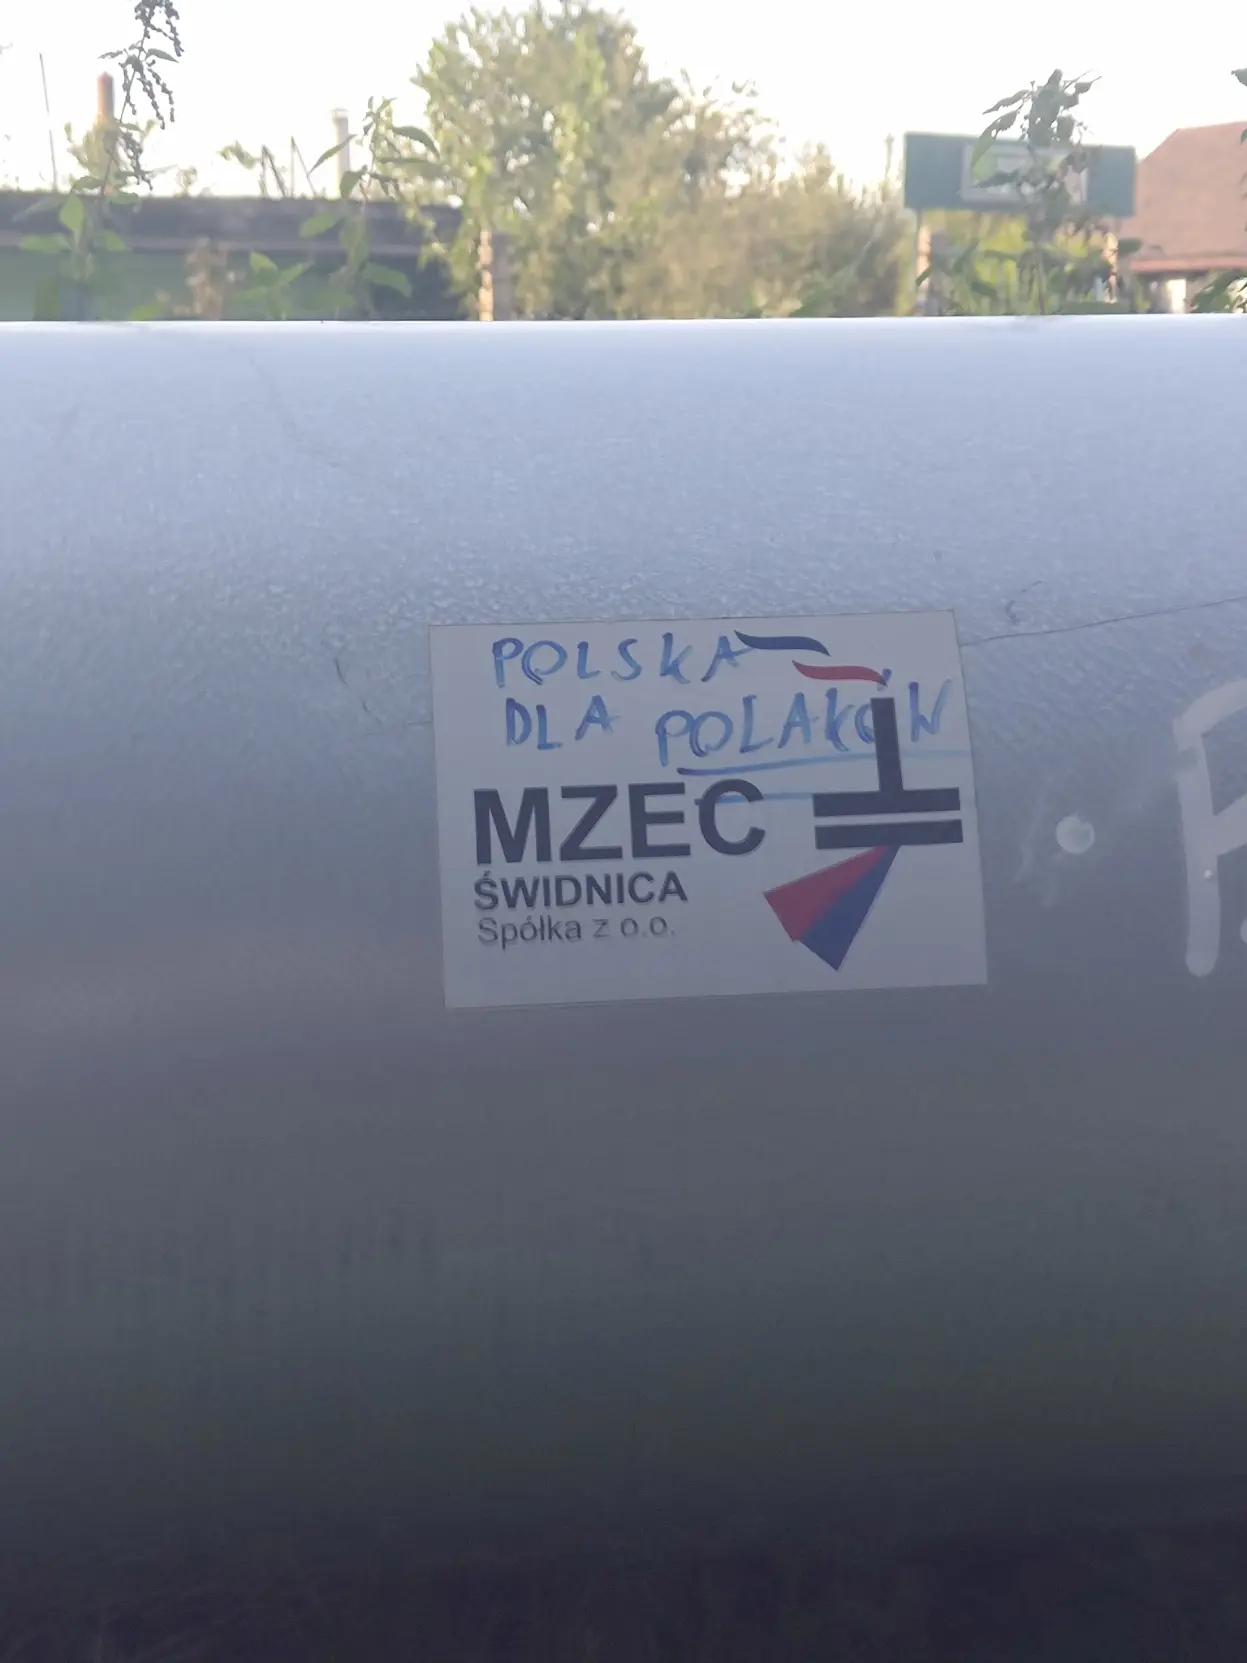 POLSKA
DLA POLAKÓW
MZEC
ŚWIDNICA
Spółka z o.o.